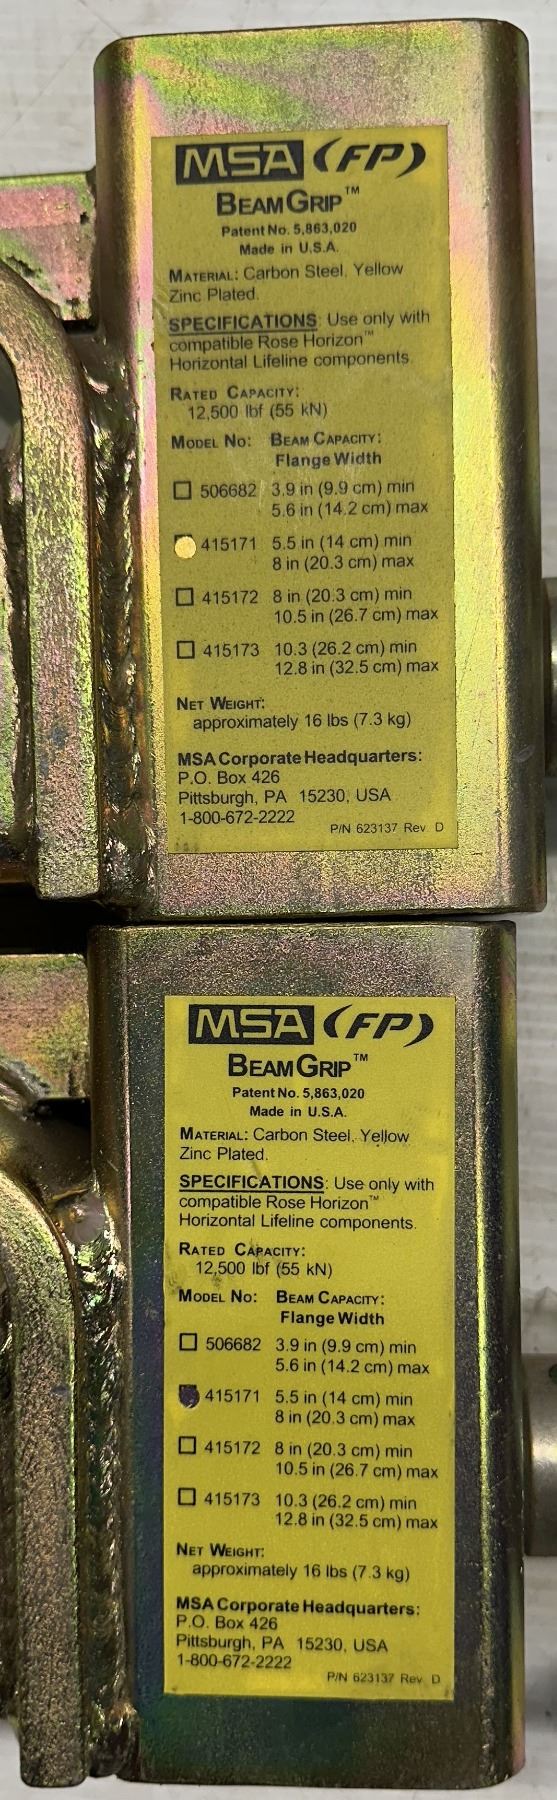 MSA (FP)
BEAMGRIP™
Patent No. 5,863,020
Made in U.S.A.
MATERIAL: Carbon Steel, Yellow
Zinc Plated.
SPECIFICATIONS: Use only with
compatible Rose Horizon™
Horizontal Lifeline components.
RATED CAPACITY:
12,500 lbf (55 kN)
MODEL NO: BEAM CAPACITY:
Flange Width
506682 3.9 in (9.9 cm) min
5.6 in (14.2 cm) max
415171 5.5 in (14 cm) min
8 in (20.3 cm) max
415172 8 in (20.3 cm) min
10.5 in (26.7 cm) max
415173 10.3 (26.2 cm) min
12.8 in (32.5 cm) max
NET WEIGHT:
approximately 16 lbs (7.3 kg)
MSA Corporate Headquarters:
P.O. Box 426
Pittsburgh, PA 15230, USA
1-800-672-2222
P/N 623137 Rev D
MSA (FP)
BEAMGRIP™
Patent No. 5,863,020
Made in U.S.A.
MATERIAL: Carbon Steel, Yellow
Zinc Plated.
SPECIFICATIONS: Use only with
compatible Rose Horizon™
Horizontal Lifeline components.
RATED CAPACITY:
12,500 lbf (55 kN)
MODEL NO: BEAM CAPACITY:
Flange Width
506682 3.9 in (9.9 cm) min
5.6 in (14.2 cm) max
415171 5.5 in (14 cm) min
8 in (20.3 cm) max
415172 8 in (20.3 cm) min
10.5 in (26.7 cm) max
415173 10.3 (26.2 cm) min
12.8 in (32.5 cm) max
NET WEIGHT:
approximately 16 lbs (7.3 kg)
MSA Corporate Headquarters:
P.O. Box 426
Pittsburgh, PA 15230, USA
1-800-672-2222
P/N 623137 Rev D